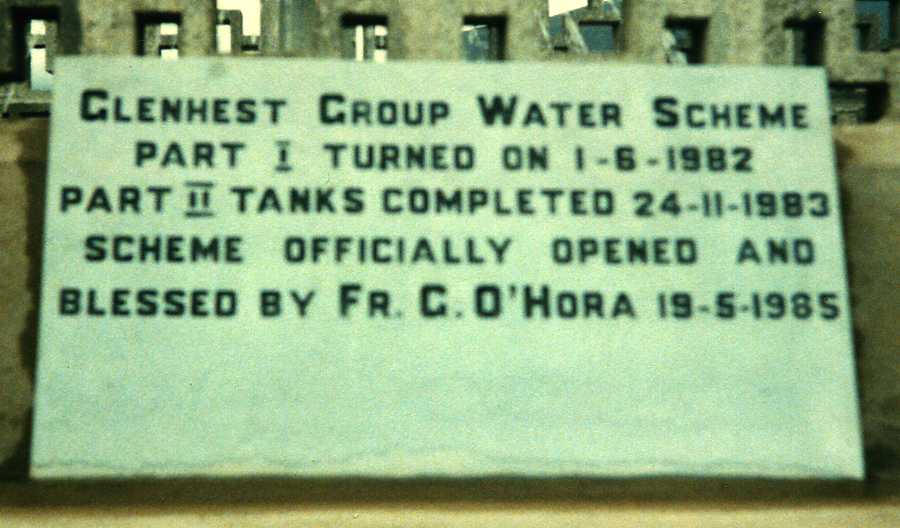 GLENHEST GROUP WATER SCHEME
PART I TURNED ON 1-6-1982
PART II TANKS COMPLETED 24-11-1983
SCHEME OFFICIALLY OPENED AND
BLESSED BY FR. G. O'HORA 19-5-1985